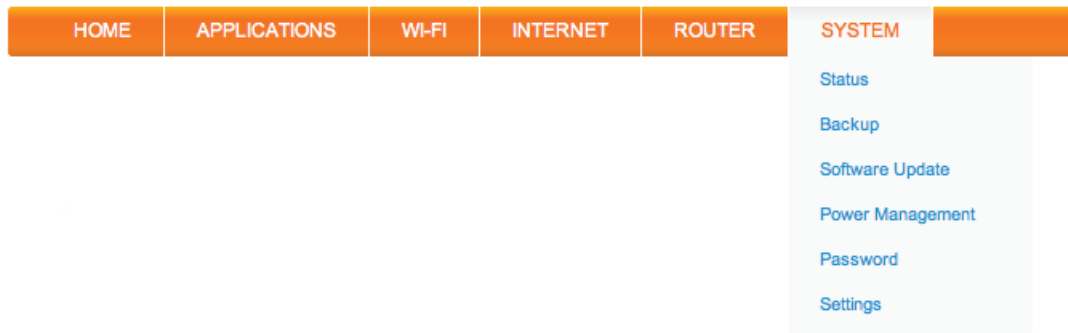 HOME APPLICATIONS WI-FI INTERNET ROUTER SYSTEM
Status
Backup
Software Update
Power Management
Password
Settings